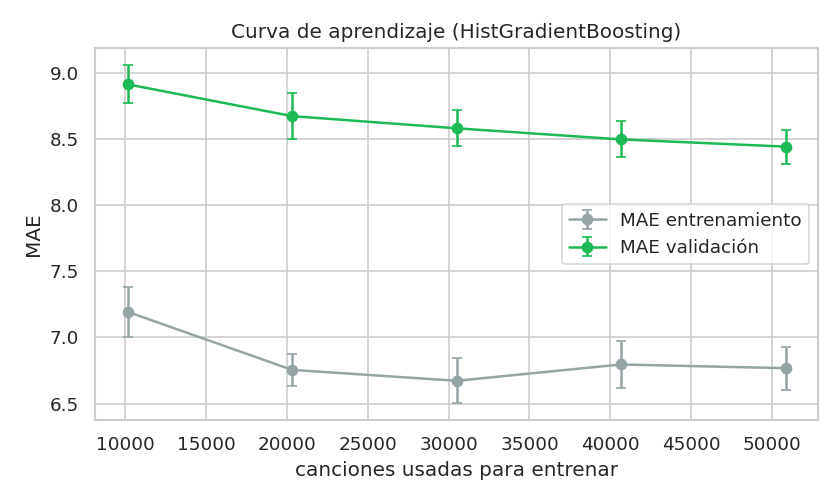 Curva de aprendizaje (HistGradientBoosting)
9.0
8.5
8.0
7.5
7.0
6.5
MAE
MAE entrenamiento
MAE validación
10000 15000 20000 25000 30000 35000 40000 45000 50000
canciones usadas para entrenar